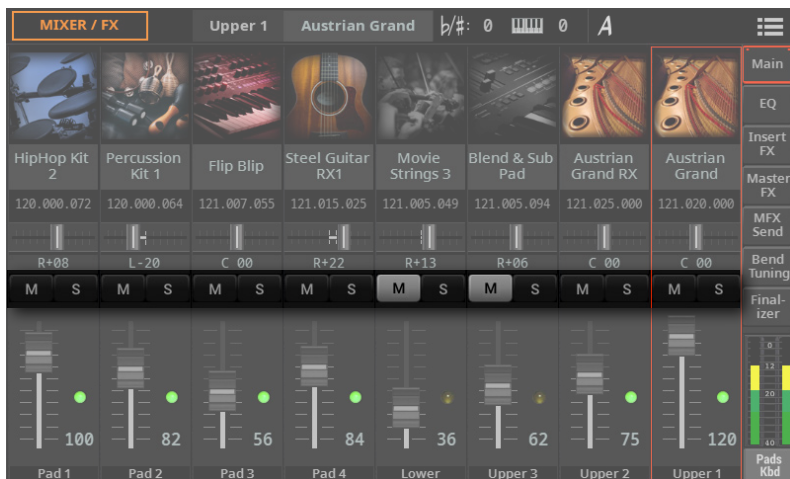 MIXER / FX Upper 1 Austrian Grand ♭/♯: 0 0 A
Main
EQ
Insert
FX
Master
FX
MFX
Send
Bend
Tuning
Final-
izer
HipHop Kit Percussion Flip Blip Steel Guitar Movie Blend & Sub Austrian Austrian
2 Kit 1 RX1 Strings 3 Pad Grand RX Grand
120.000.072 120.000.064 121.007.055 121.015.025 121.005.049 121.005.094 121.025.000 121.020.000
R+08 L-20 C 00 R+22 R+13 R+06 C 00 C 00
M S M S M S M S M S M S M S M S
0
12
20
40
100 82 56 84 36 62 75 120
Pad 1 Pad 2 Pad 3 Pad 4 Lower Upper 3 Upper 2 Upper 1
Pads
Kbd